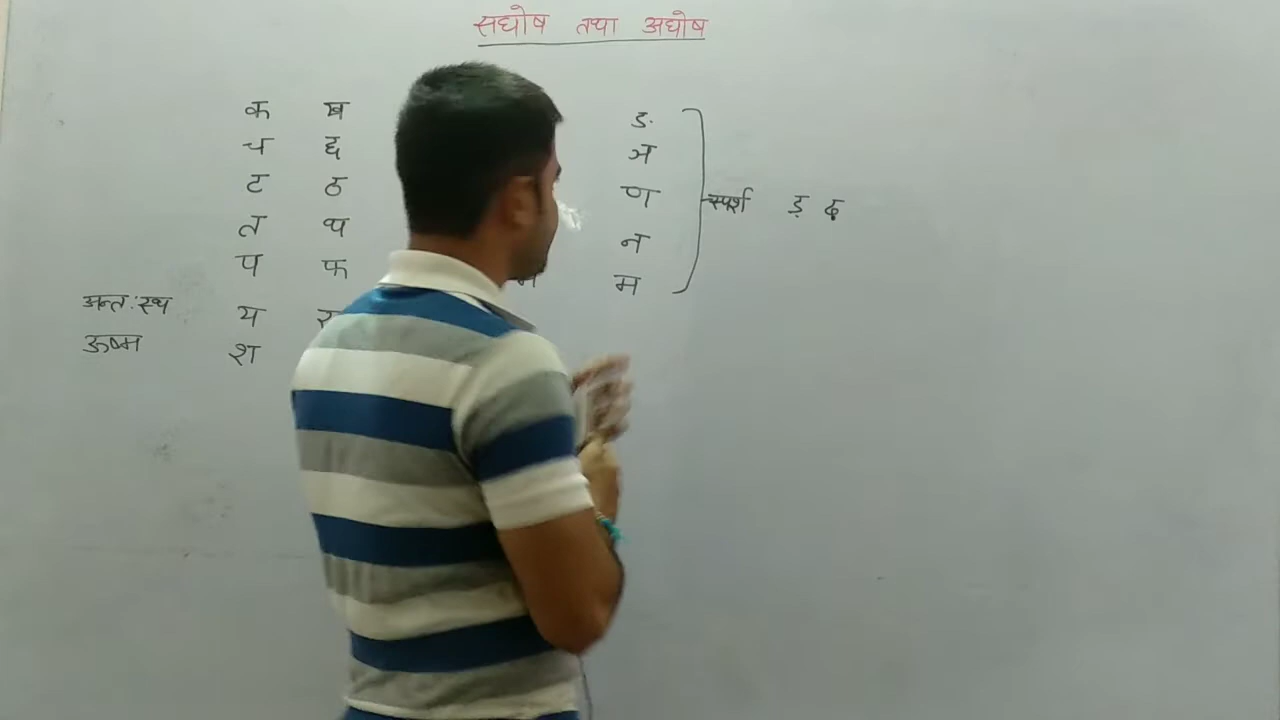 सघोष तथा अघोष
क ख ङ
च छ ञ
ट ठ ण स्पर्श ड़ ढ़
त थ न
प फ म
अन्तःस्थ य र
ऊष्म श